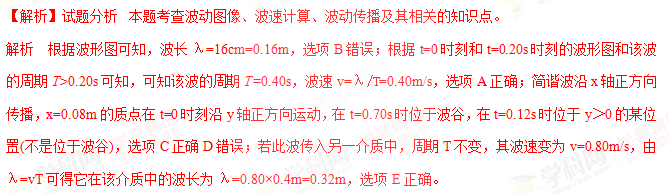 【解析】试题分析 本题考查波动图像、波速计算、波动传播及其相关的知识点。
解析 根据波形图可知，波长 λ=16cm=0.16m，选项 B 错误；根据 t=0 时刻和 t=0.20s 时刻的波形图和该波
的周期 T>0.20s 可知，可知该波的周期 T=0.40s，波速 v=λ/T=0.40m/s，选项 A 正确；简谐波沿 x 轴正方向
传播，x=0.08m 的质点在 t=0 时刻沿 y 轴正方向运动，在 t=0.70s 时位于波谷，在 t=0.12s 时位于 y＞0 的某位
置(不是位于波谷)，选项 C 正确 D 错误；若此波传入另一介质中，周期 T 不变，其波速变为 v=0.80m/s，由
λ=vT 可得它在该介质中的波长为 λ=0.80×0.4m=0.32m，选项 E 正确。